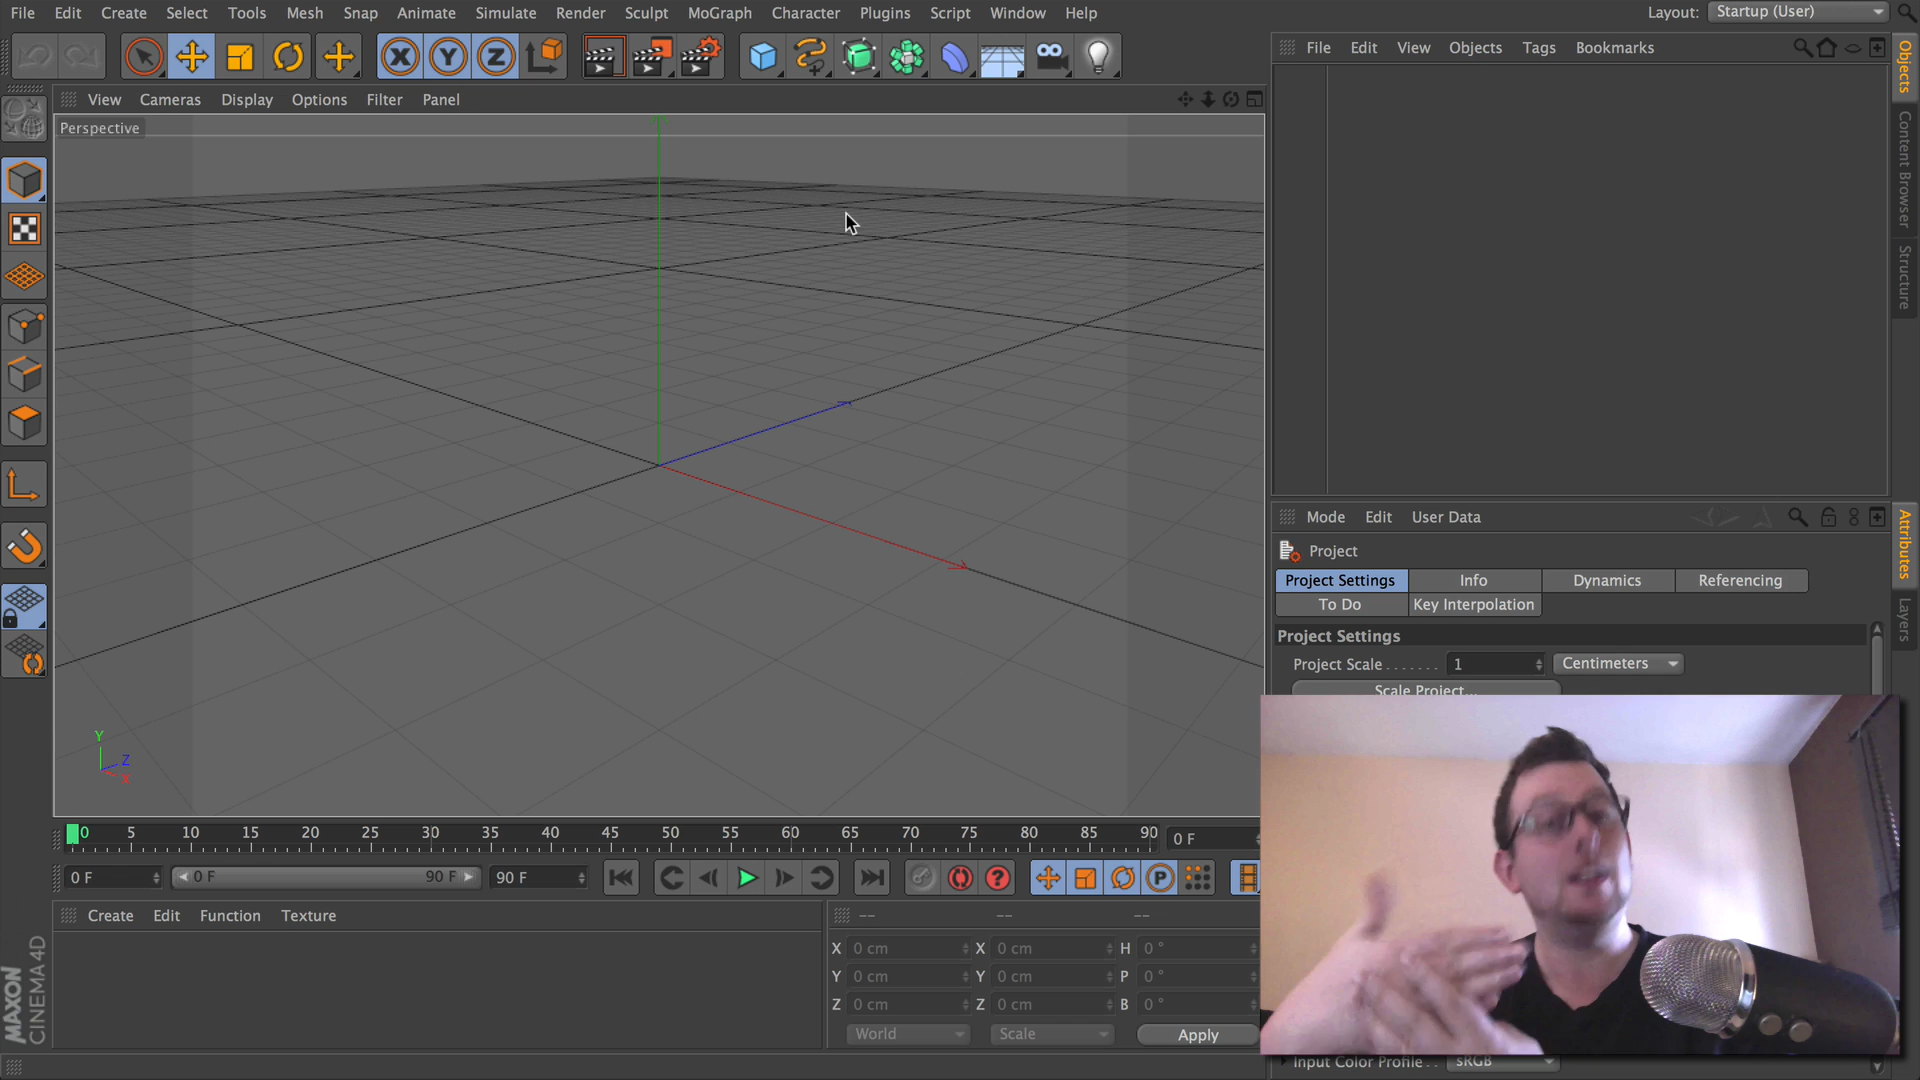 File Edit Create Select Tools Mesh Snap Animate Simulate Render Sculpt MoGraph Character Plugins Script Window Help
Layout: Startup (User)
File Edit View Objects Tags Bookmarks
View Cameras Display Options Filter Panel
Perspective
Objects
Content Browser
Structure
Y
Z
X
Mode Edit User Data
Project
Project Settings Info Dynamics Referencing
To Do Key Interpolation
Project Settings
Project Scale . . . . . . . 1 Centimeters
Scale Project...
Attributes
Layers
0 5 10 15 20 25 30 35 40 45 50 55 60 65 70 75 80 85 90
0 F
0 F 0 F 90 F 90 F
Create Edit Function Texture
-- -- --
X 0 cm X 0 cm H 0 °
Y 0 cm Y 0 cm P 0 °
Z 0 cm Z 0 cm B 0 °
World Scale Apply
Input Color Profile . . sRGB
MAXON
CINEMA 4D